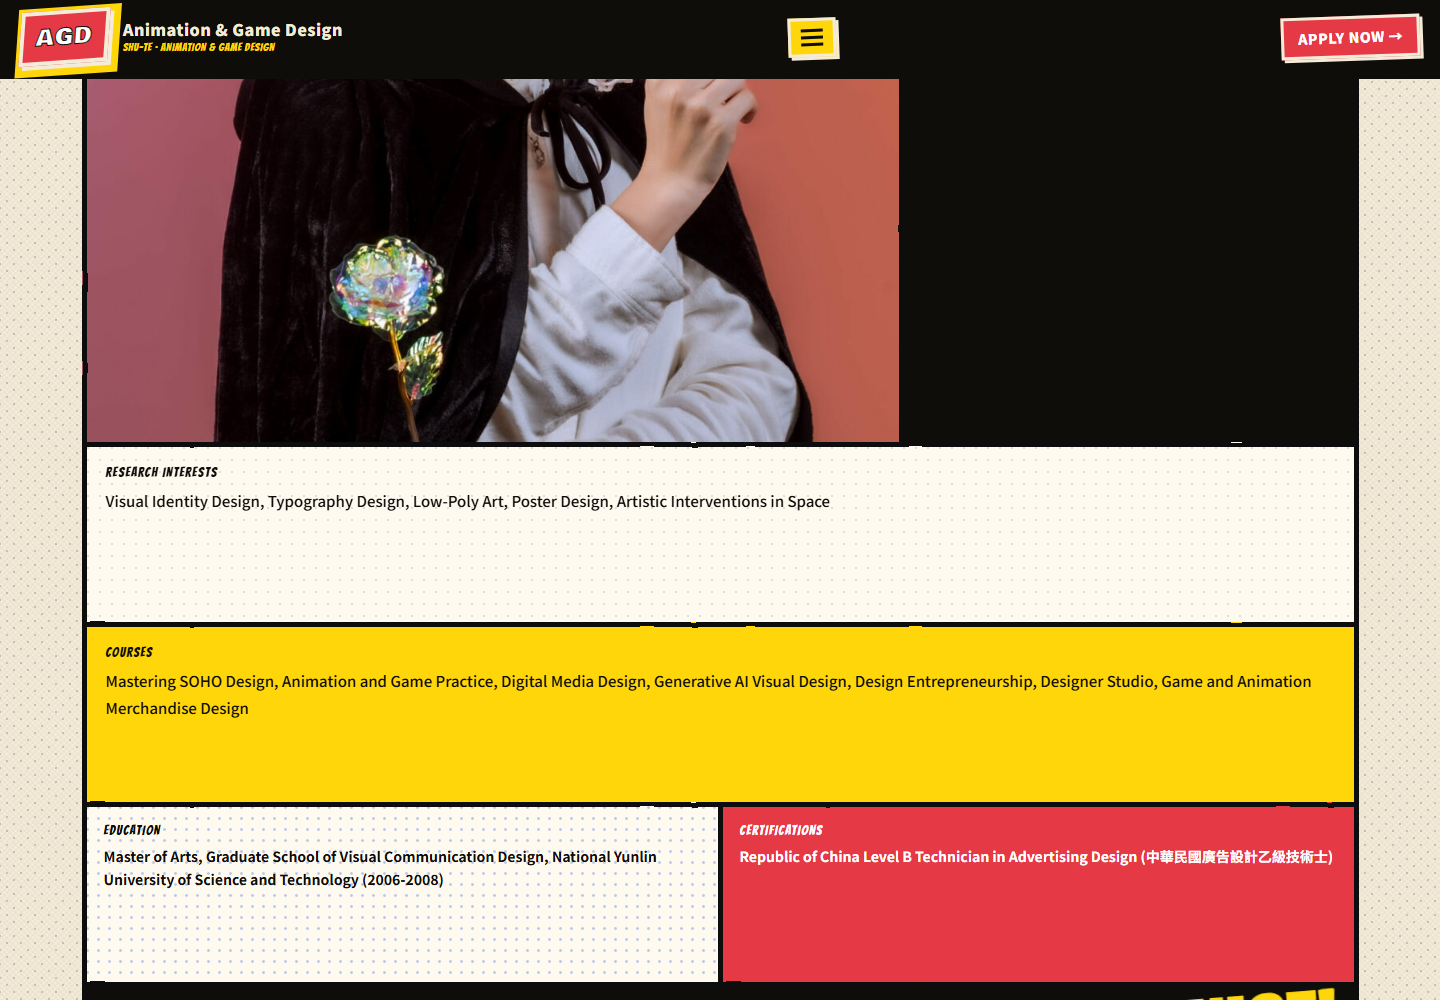 AGD
Animation & Game Design
SHU-TE · ANIMATION & GAME DESIGN
APPLY NOW →
RESEARCH INTERESTS
Visual Identity Design, Typography Design, Low-Poly Art, Poster Design, Artistic Interventions in Space
COURSES
Mastering SOHO Design, Animation and Game Practice, Digital Media Design, Generative AI Visual Design, Design Entrepreneurship, Designer Studio, Game and Animation
Merchandise Design
EDUCATION
Master of Arts, Graduate School of Visual Communication Design, National Yunlin
University of Science and Technology (2006-2008)
CERTIFICATIONS
Republic of China Level B Technician in Advertising Design (中華民國廣告設計乙級技術士)